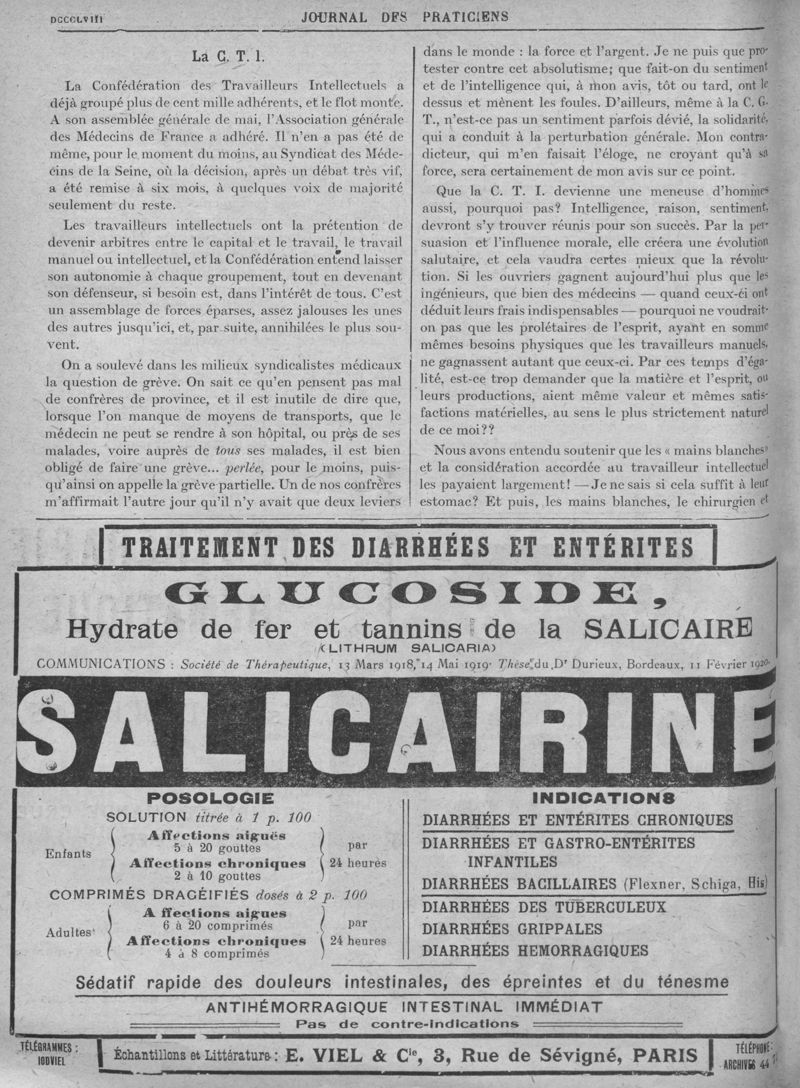 DCCCLVIII
JOURNAL DES PRATICIENS
La C. T. I.
La Confédération des Travailleurs Intellectuels a
déjà groupé plus de cent mille adhérents, et le flot monte.
A son assemblée générale de mai, l'Association générale
des Médecins de France a adhéré. Il n'en a pas été de
même, pour le moment du moins, au Syndicat des Méde-
cins de la Seine, où la décision, après un débat très vif,
a été remise à six mois, à quelques voix de majorité
seulement du reste.
Les travailleurs intellectuels ont la prétention de
devenir arbitres entre le capital et le travail, le travail
manuel ou intellectuel, et la Confédération entend laisser
son autonomie à chaque groupement, tout en devenant
son défenseur, si besoin est, dans l'intérêt de tous. C'est
un assemblage de forces éparses, assez jalouses les unes
des autres jusqu'ici, et, par suite, annihilées le plus sou-
vent.
On a soulevé dans les milieux syndicalistes médicaux
la question de grève. On sait ce qu'en pensent pas mal
de confrères de province, et il est inutile de dire que,
lorsque l'on manque de moyens de transports, que le
médecin ne peut se rendre à son hôpital, ou près de ses
malades, voire auprès de tous ses malades, il est bien
obligé de faire une grève... perlée, pour le moins, puis-
qu'ainsi on appelle la grève partielle. Un de nos confrères
m'affirmait l'autre jour qu'il n'y avait que deux leviers
dans le monde : la force et l'argent. Je ne puis que pro-
tester contre cet absolutisme; que fait-on du sentiment
et de l'intelligence qui, à mon avis, tôt ou tard, ont le
dessus et mènent les foules. D'ailleurs, même à la C. G.
T., n'est-ce pas un sentiment parfois dévié, la solidarité,
qui a conduit à la perturbation générale. Mon contra-
dicteur, qui m'en faisait l'éloge, ne croyant qu'à sa
force, sera certainement de mon avis sur ce point.
Que la C. T. I. devienne une meneuse d'hommes
aussi, pourquoi pas? Intelligence, raison, sentiment,
devront s'y trouver réunis pour son succès. Par la per-
suasion et l'influence morale, elle créera une évolution
salutaire, et cela vaudra certes mieux que la révolu-
tion. Si les ouvriers gagnent aujourd'hui plus que les
ingénieurs, que bien des médecins — quand ceux-ci ont
déduit leurs frais indispensables — pourquoi ne voudrait-
on pas que les prolétaires de l'esprit, ayant en somme
mêmes besoins physiques que les travailleurs manuels,
ne gagnassent autant que ceux-ci. Par ces temps d'éga-
lité, est-ce trop demander que la matière et l'esprit, ou
leurs productions, aient même valeur et mêmes satis-
factions matérielles, au sens le plus strictement naturel
de ce moi??
Nous avons entendu soutenir que les « mains blanches»
et la considération accordée au travailleur intellectuel
les payaient largement! — Je ne sais si cela suffit à leur
estomac? Et puis, les mains blanches, le chirurgien et
TRAITEMENT DES DIARRHÉES ET ENTÉRITES
GLUCOSIDE,
Hydrate de fer et tannins de la SALICAIRE
(LITHRUM SALICARIA)
COMMUNICATIONS : Société de Thérapeutique, 13 Mars 1918, 14 Mai 1919. Thèse du Dr Durieux, Bordeaux, 11 Février 1920.
SALICAIRINE
POSOLOGIE
SOLUTION titrée à 1 p. 100
Enfants
Affections aiguës
5 à 20 gouttes
Affections chroniques
2 à 10 gouttes
par
24 heures
COMPRIMÉS DRAGÉIFIÉS dosés à 2 p. 100
Adultes
Affections aigues
6 à 20 comprimés
Affections chroniques
4 à 8 comprimés
par
24 heures
INDICATIONS
DIARRHÉES ET ENTÉRITES CHRONIQUES
DIARRHÉES ET GASTRO-ENTÉRITES
INFANTILES
DIARRHÉES BACILLAIRES (Flexner, Schiga, His)
DIARRHÉES DES TUBERCULEUX
DIARRHÉES GRIPPALES
DIARRHÉES HEMORRAGIQUES
Sédatif rapide des douleurs intestinales, des épreintes et du ténesme
ANTIHÉMORRAGIQUE INTESTINAL IMMÉDIAT
Pas de contre-indications
TÉLÉGRAMMES :
IODVIEL
Échantillons et Littérature : E. VIEL & Cie, 3, Rue de Sévigné, PARIS
TÉLÉPHONE:
ARCHIVES 44